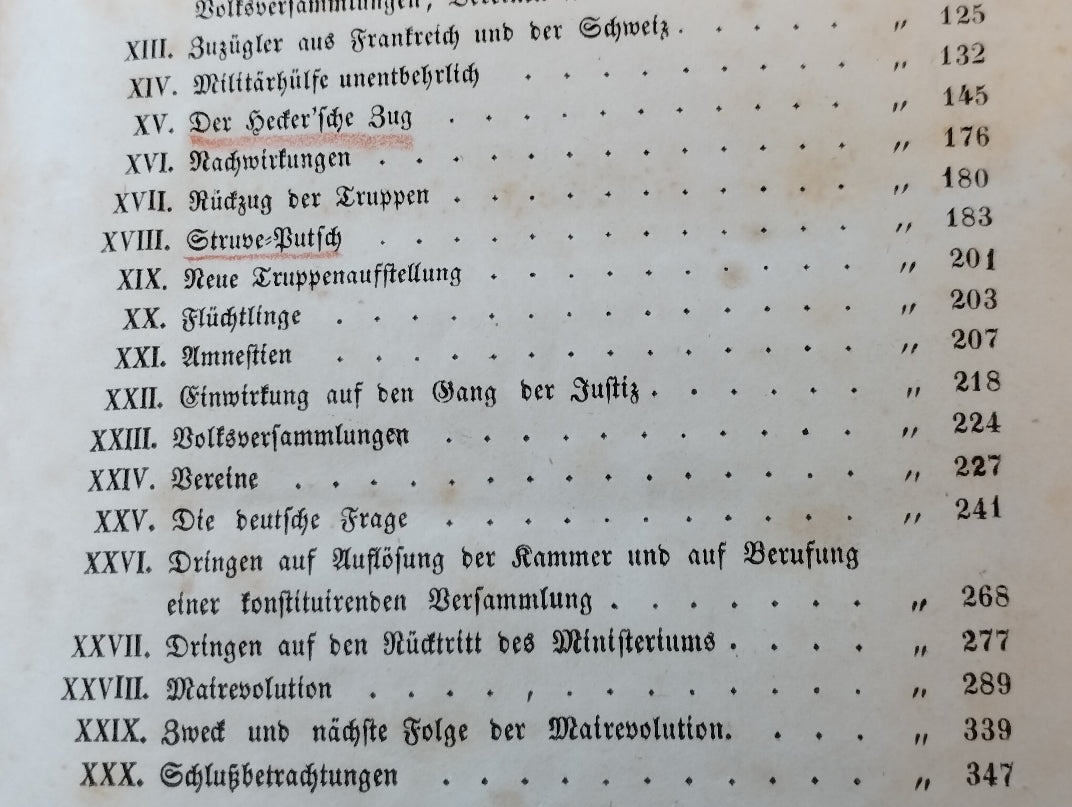 Volksversammlungen,
XIII. Zuzügler aus Frankreich und der Schweiz. . . . . „ 125
XIV. Militärhülfe unentbehrlich . . . . . . . . . „ 132
XV. Der Hecker'sche Zug . . . . . . . . . . . „ 145
XVI. Nachwirkungen . . . . . . . . . . . . . „ 176
XVII. Rückzug der Truppen . . . . . . . . . . . „ 180
XVIII. Struve-Putsch . . . . . . . . . . . . . „ 183
XIX. Neue Truppenaufstellung . . . . . . . . . . „ 201
XX. Flüchtlinge . . . . . . . . . . . . . . „ 203
XXI. Amnestien . . . . . . . . . . . . . . „ 207
XXII. Einwirkung auf den Gang der Justiz . . . . . . „ 218
XXIII. Volksversammlungen . . . . . . . . . . . „ 224
XXIV. Vereine . . . . . . . . . . . . . . . „ 227
XXV. Die deutsche Frage . . . . . . . . . . . „ 241
XXVI. Dringen auf Auflösung der Kammer und auf Berufung
einer konstituirenden Versammlung . . . . . . . „ 268
XXVII. Dringen auf den Rücktritt des Ministeriums . . . . „ 277
XXVIII. Mairevolution . . . . , . . . . . . . . . „ 289
XXIX. Zweck und nächste Folge der Mairevolution. . . . „ 339
XXX. Schlußbetrachtungen . . . . . . . . . . . „ 347